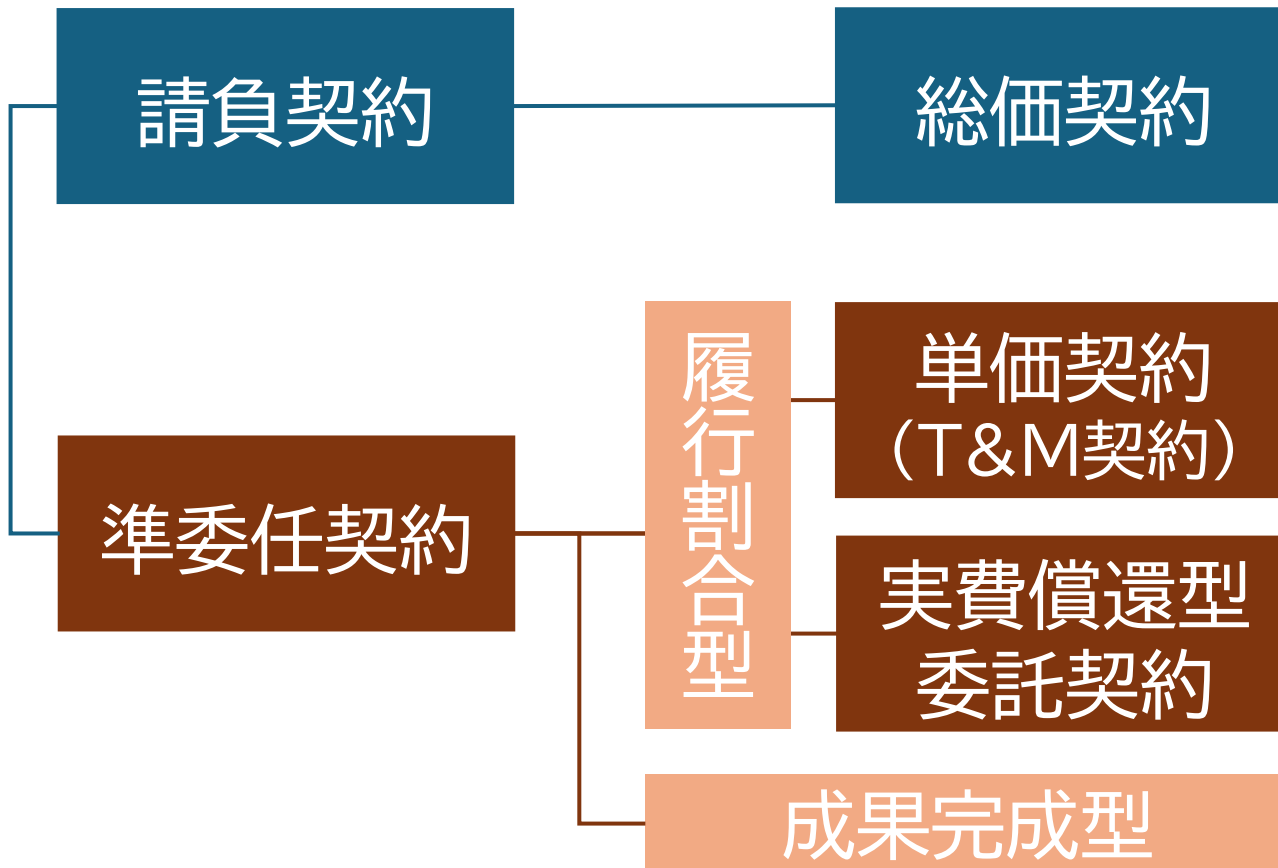 請負契約
総価契約
準委任契約
履行割合型
単価契約
（T&M契約）
実費償還型
委託契約
成果完成型